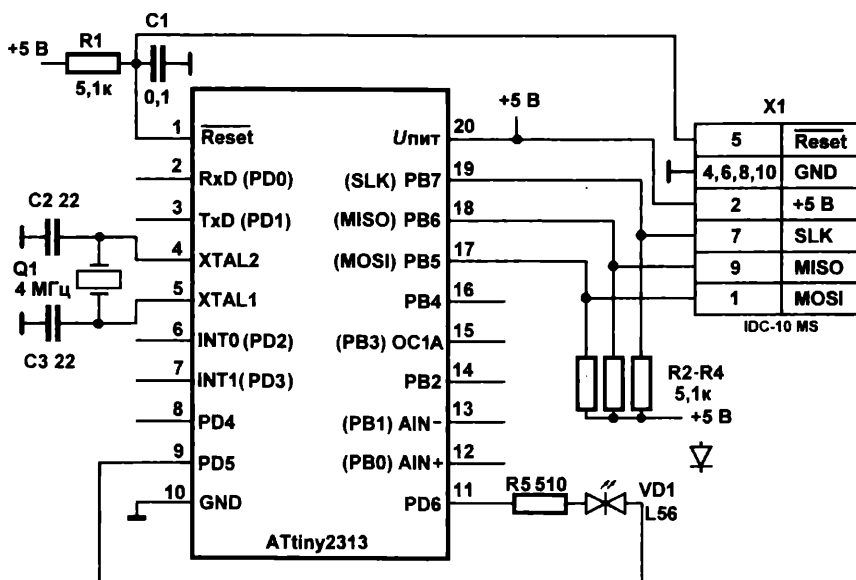 C1
R1
+5 В
5,1к
0,1
+5 В
X1
1 Reset
Uпит 20
5 Reset
2 RxD (PD0)
(SLK) PB7 19
4,6,8,10 GND
3 TxD (PD1)
(MISO) PB6 18
2 +5 В
C2 22
4 XTAL2
(MOSI) PB5 17
7 SLK
Q1
4 МГц
5 XTAL1
PB4 16
9 MISO
1 MOSI
IDC-10 MS
C3 22
6 INT0 (PD2)
(PB3) OC1A 15
7 INT1( PD3)
PB2 14
R2-R4
5,1к
+5 В
8 PD4
(PB1) AIN− 13
9 PD5
(PB0) AIN+ 12
10 GND
PD6 11
R5 510
VD1
L56
ATtiny2313